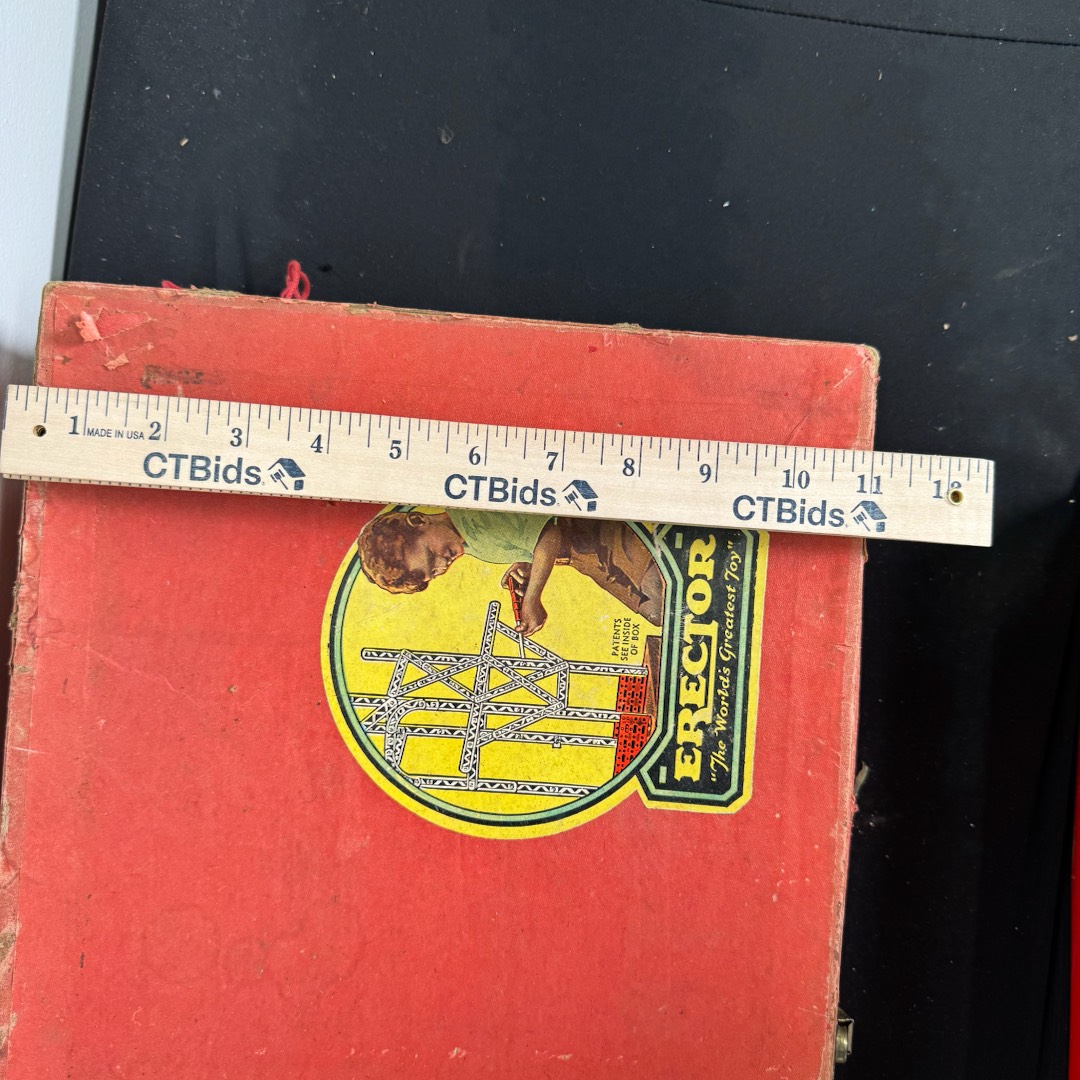 1 MADE IN USA 2 3 4 5 6 7 8 9 10 11 12
CTBids CTBids CTBids
PATENTS
SEE INSIDE
OF BOX
ERECTOR
"The World's Greatest Toy"